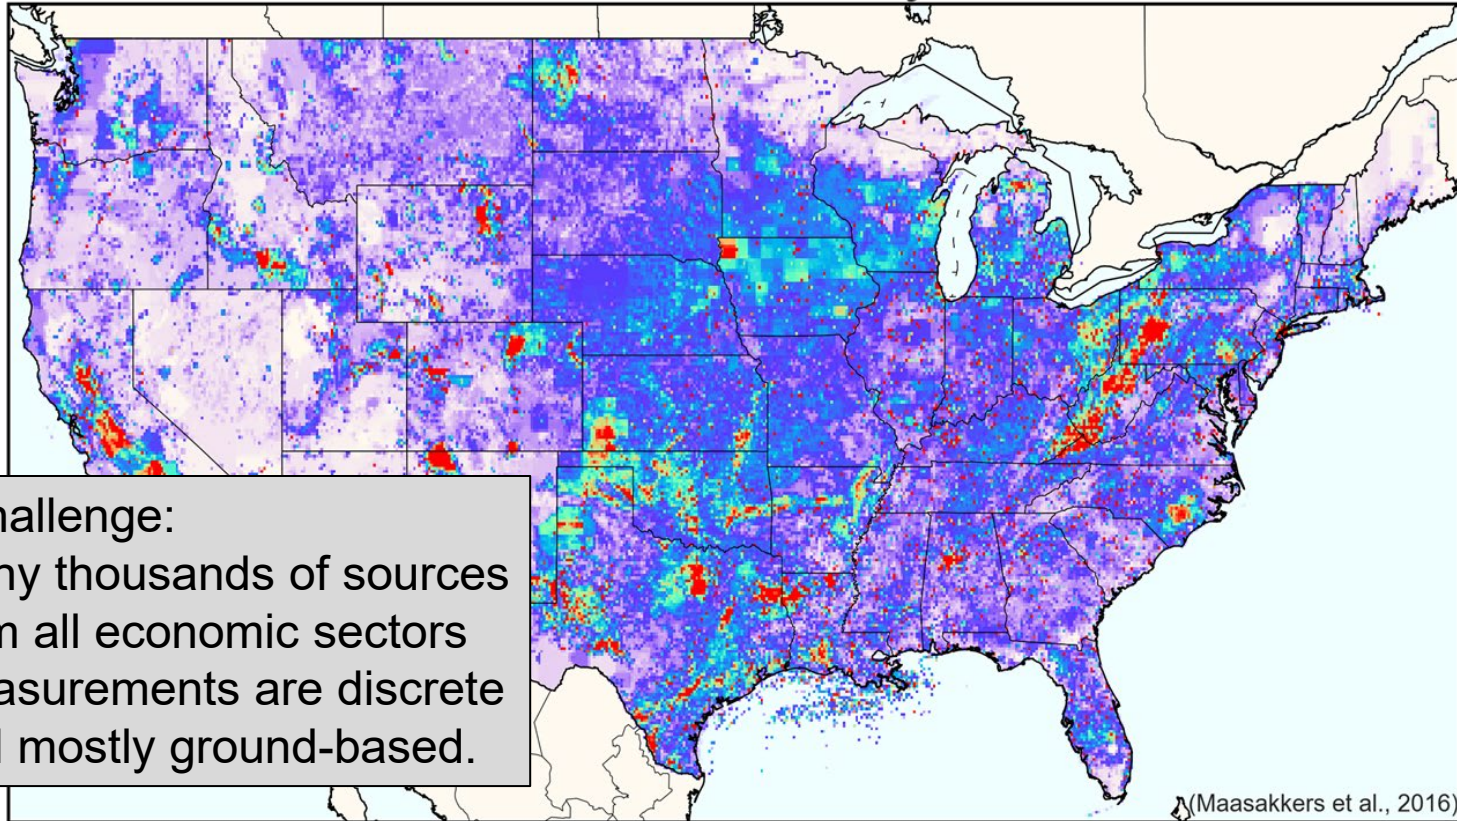 hallenge:
ny thousands of sources
m all economic sectors
asurements are discrete
l mostly ground-based.
(Maasakkers et al., 2016)